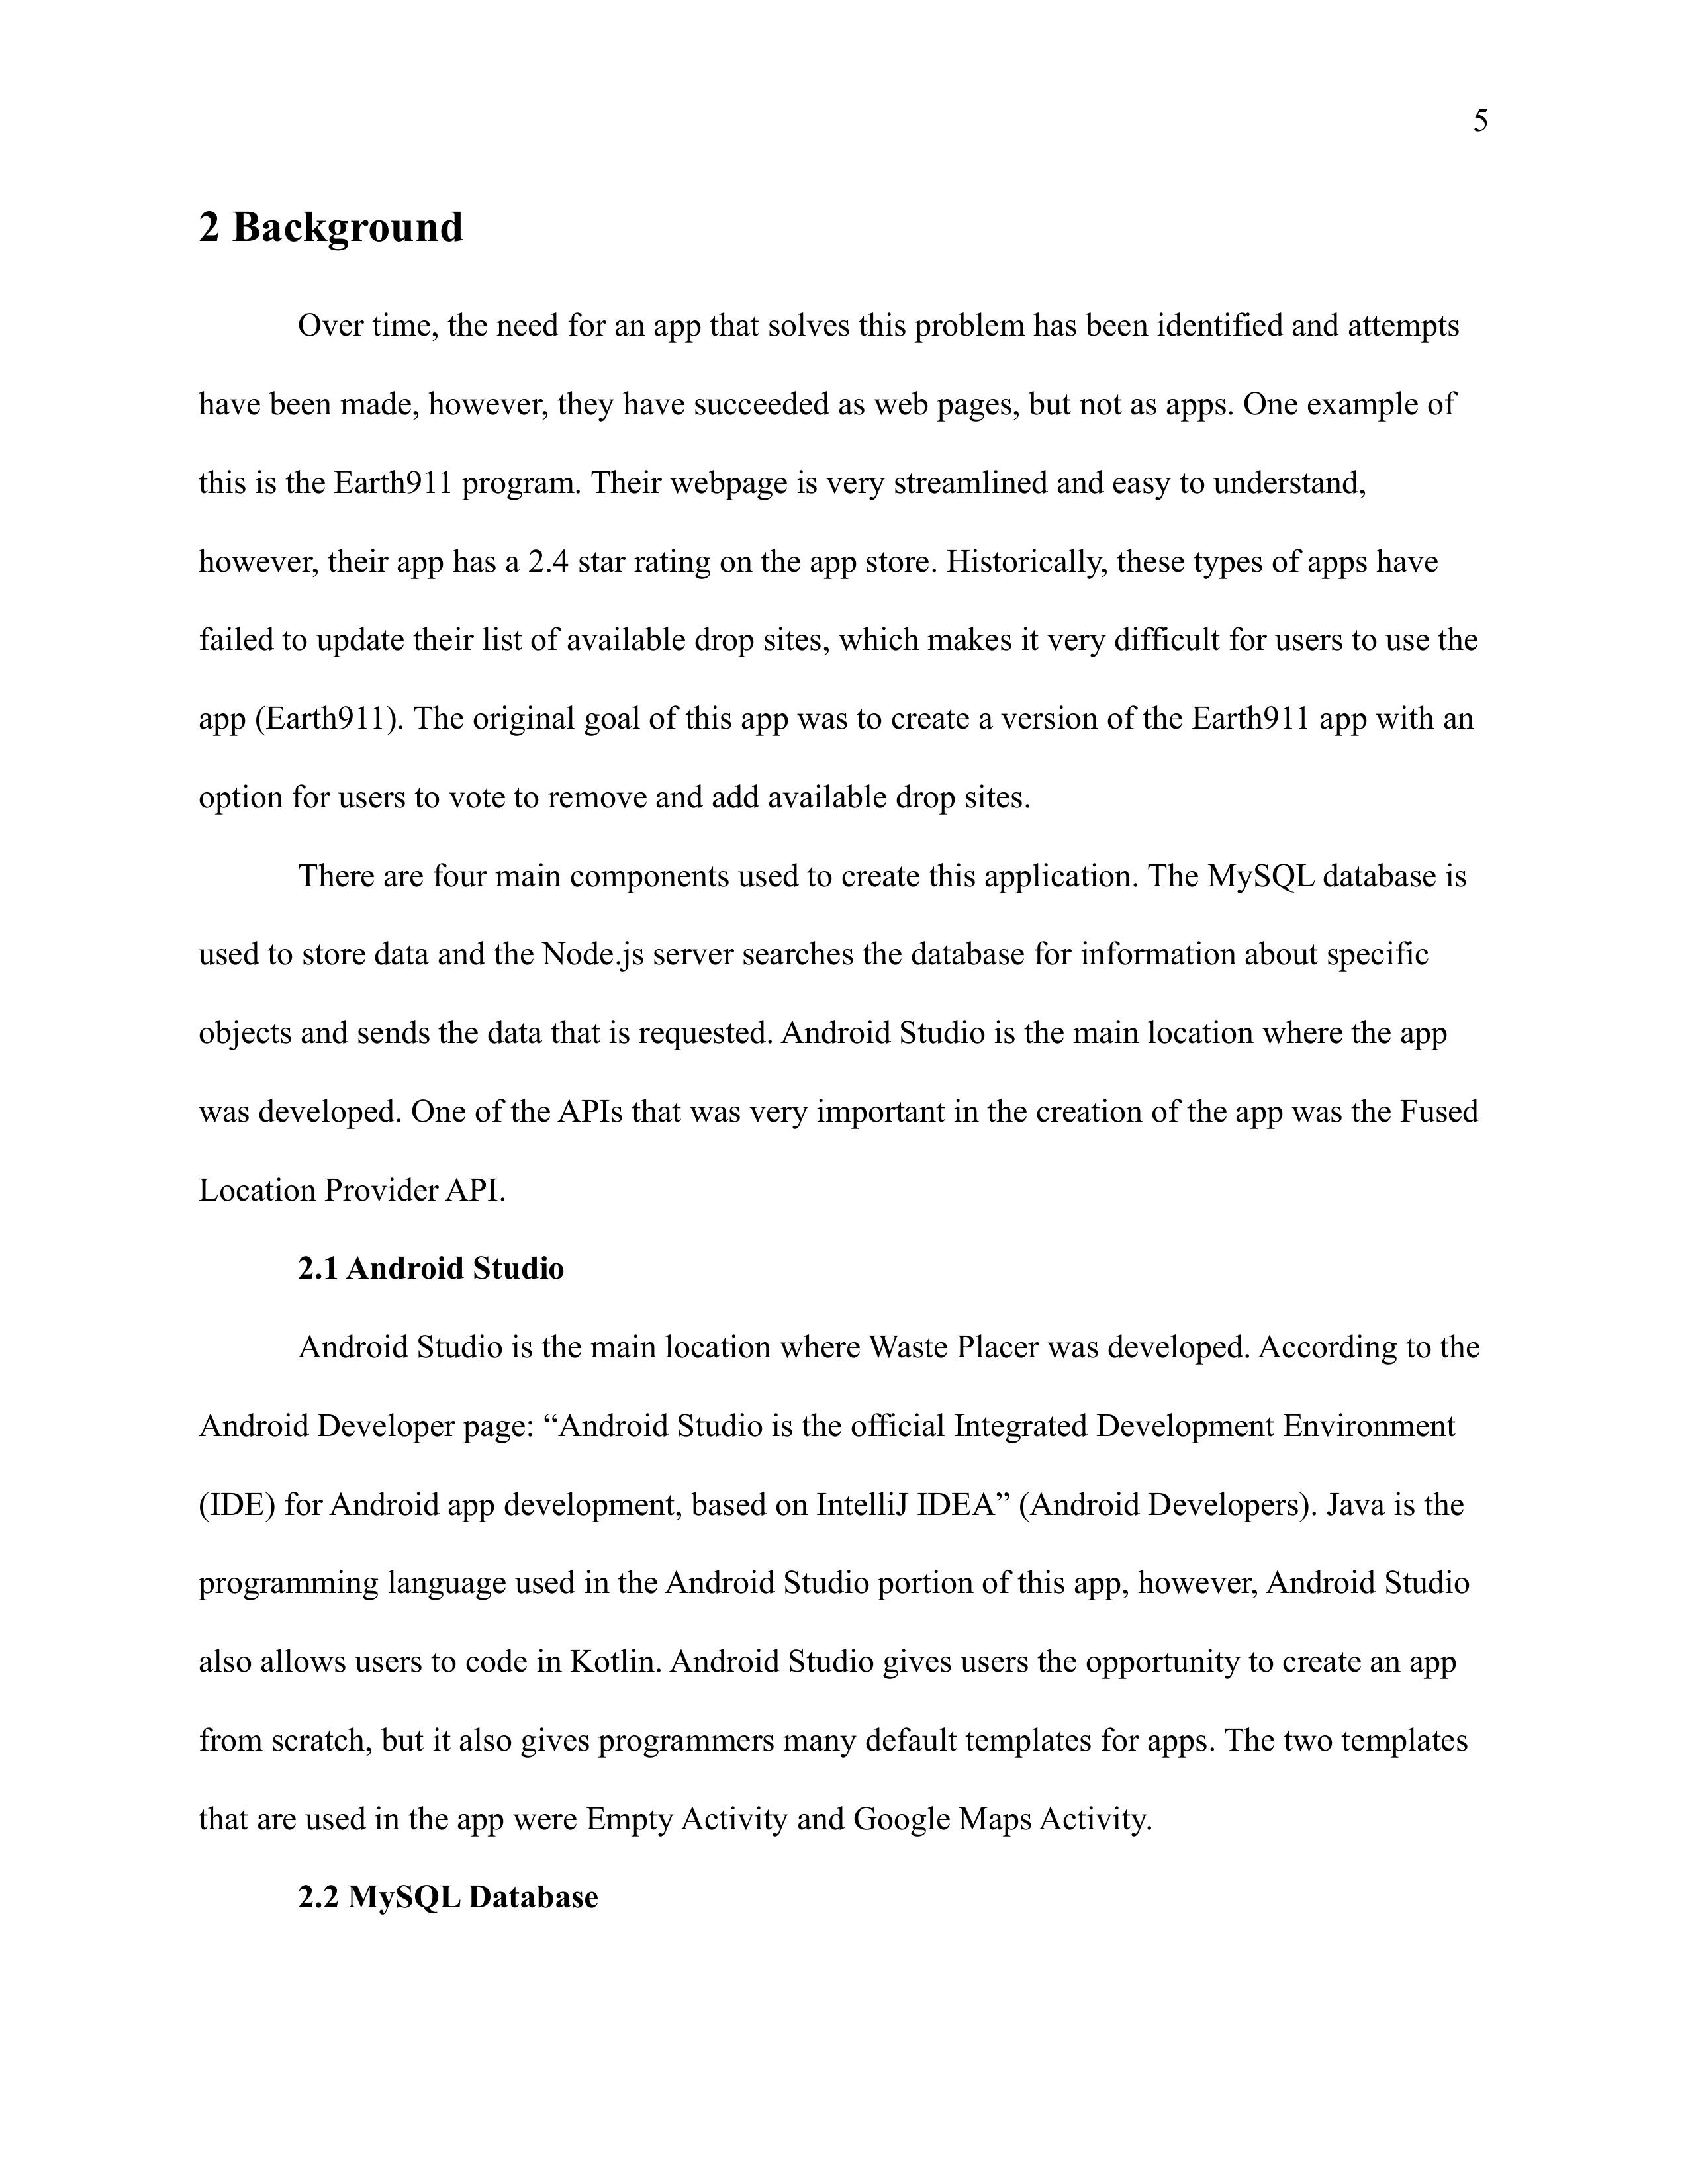 5
2 Background
Over time, the need for an app that solves this problem has been identified and attempts
have been made, however, they have succeeded as web pages, but not as apps. One example of
this is the Earth911 program. Their webpage is very streamlined and easy to understand,
however, their app has a 2.4 star rating on the app store. Historically, these types of apps have
failed to update their list of available drop sites, which makes it very difficult for users to use the
app (Earth911). The original goal of this app was to create a version of the Earth911 app with an
option for users to vote to remove and add available drop sites.
There are four main components used to create this application. The MySQL database is
used to store data and the Node.js server searches the database for information about specific
objects and sends the data that is requested. Android Studio is the main location where the app
was developed. One of the APIs that was very important in the creation of the app was the Fused
Location Provider API.
2.1 Android Studio
Android Studio is the main location where Waste Placer was developed. According to the
Android Developer page: “Android Studio is the official Integrated Development Environment
(IDE) for Android app development, based on IntelliJ IDEA” (Android Developers). Java is the
programming language used in the Android Studio portion of this app, however, Android Studio
also allows users to code in Kotlin. Android Studio gives users the opportunity to create an app
from scratch, but it also gives programmers many default templates for apps. The two templates
that are used in the app were Empty Activity and Google Maps Activity.
2.2 MySQL Database